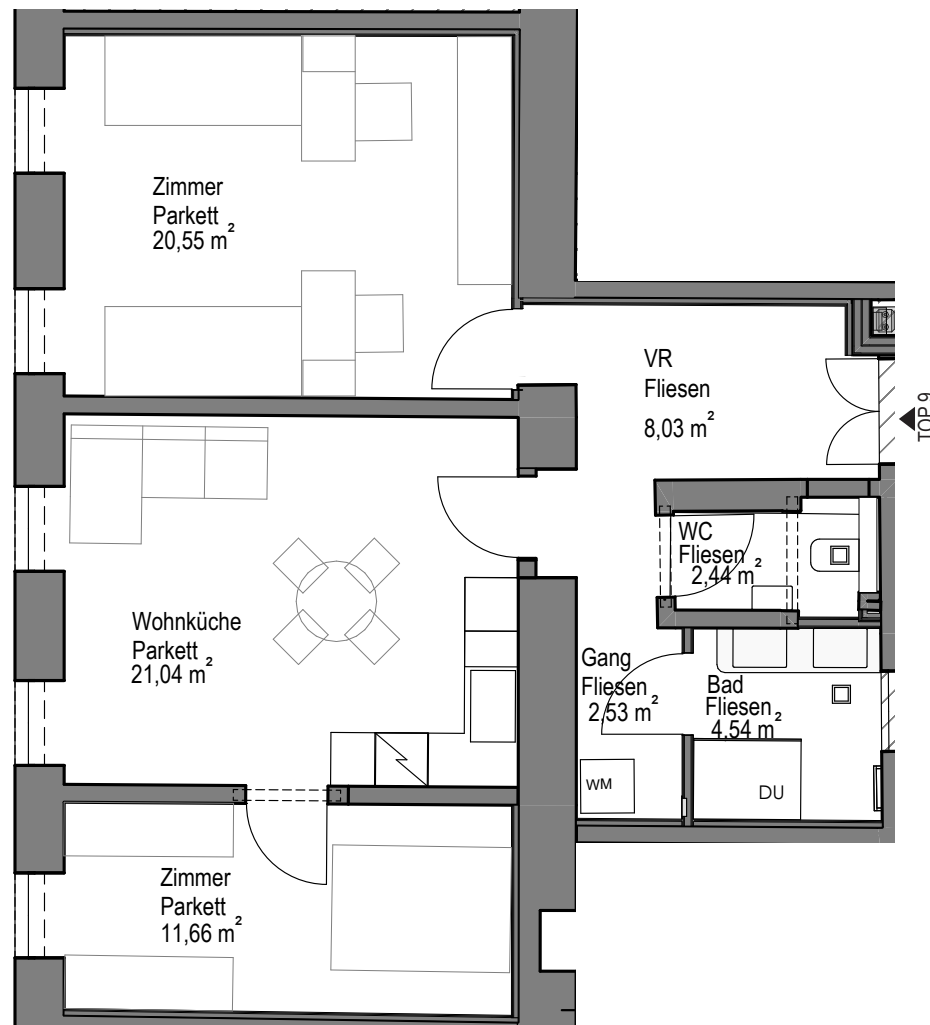 Zimmer
Parkett
20,55 m²
VR
Fliesen
8,03 m²
TOP 9
WC
Fliesen
2,44 m²
Wohnküche
Parkett
21,04 m²
Gang
Fliesen
2,53 m²
Bad
Fliesen
4,54 m²
WM
DU
Zimmer
Parkett
11,66 m²